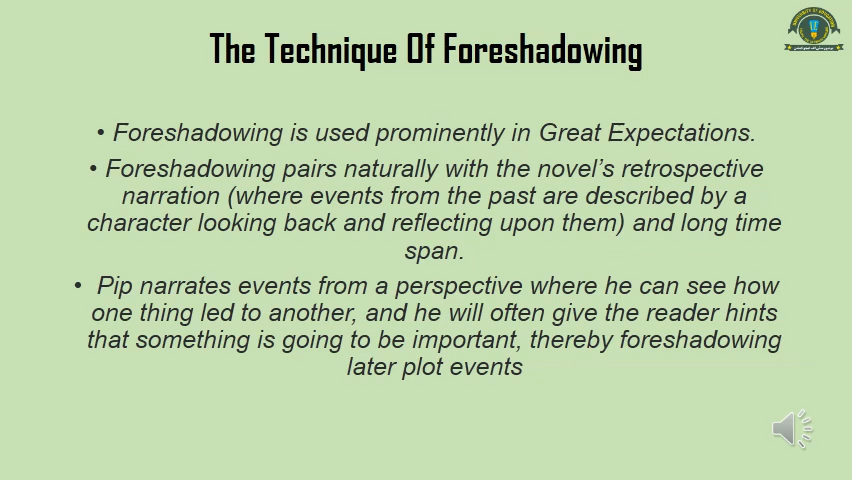 The Technique Of Foreshadowing
• Foreshadowing is used prominently in Great Expectations.
• Foreshadowing pairs naturally with the novel's retrospective
narration (where events from the past are described by a
character looking back and reflecting upon them) and long time
span.
• Pip narrates events from a perspective where he can see how
one thing led to another, and he will often give the reader hints
that something is going to be important, thereby foreshadowing
later plot events